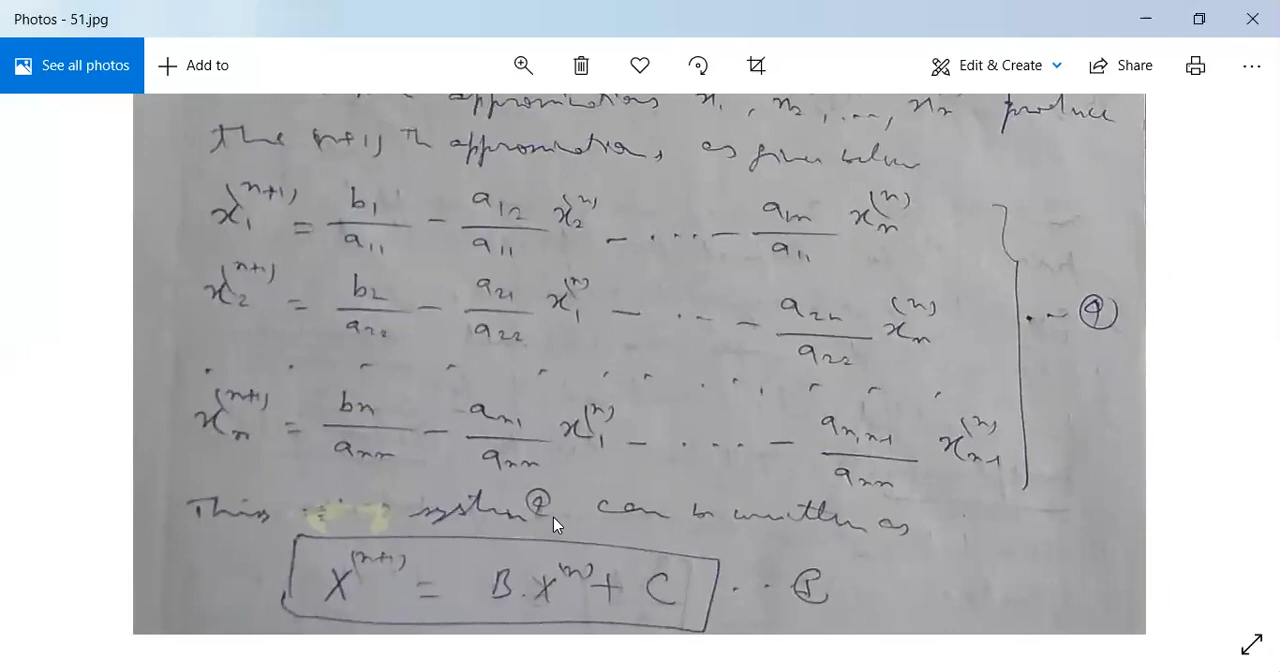 Photos - 51.jpg
See all photos + Add to Edit & Create Share
approximations x₁, x₂, ..., xₙ produce
the (n+1)th approximation, as given below
x₁⁽ⁿ⁺¹⁾ = b₁/a₁₁ - a₁₂/a₁₁ x₂⁽ⁿ⁾ - ... - a₁ₙ/a₁₁ xₙ⁽ⁿ⁾
x₂⁽ⁿ⁺¹⁾ = b₂/a₂₂ - a₂₁/a₂₂ x₁⁽ⁿ⁾ - ... - a₂ₙ/a₂₂ xₙ⁽ⁿ⁾ ... ④
xₙ⁽ⁿ⁺¹⁾ = bₙ/aₙₙ - aₙ₁/aₙₙ x₁⁽ⁿ⁾ - .... - aₙ,ₙ₋₁/aₙₙ xₙ₋₁⁽ⁿ⁾
This system ④ can be written as
X⁽ⁿ⁺¹⁾ = B.X⁽ⁿ⁾ + C .. ⑤